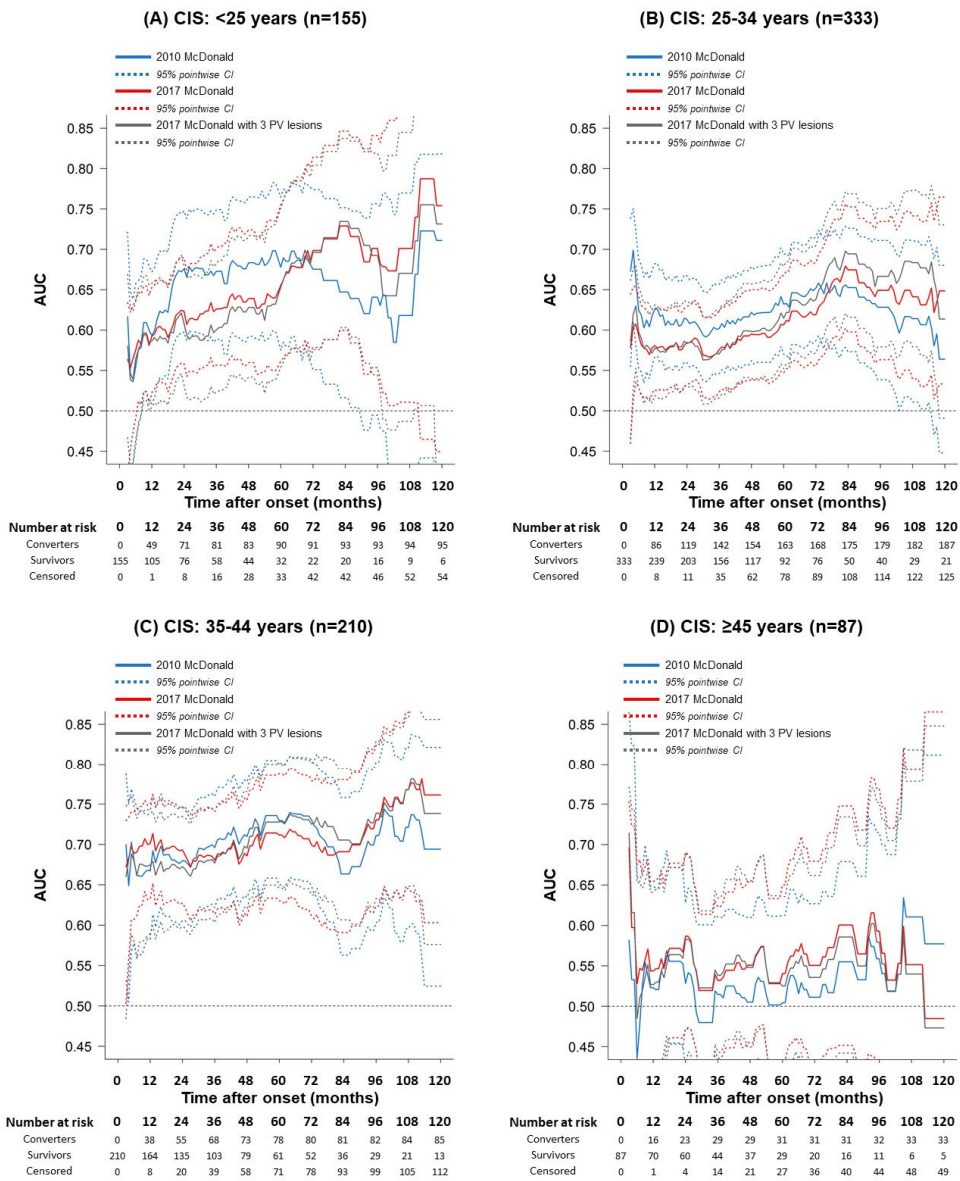 (A) CIS: <25 years (n=155)
2010 McDonald
95% pointwise CI
2017 McDonald
95% pointwise CI
2017 McDonald with 3 PV lesions
95% pointwise CI
0.85
0.80
0.75
0.70
0.65
0.60
0.55
0.50
0.45
AUC
0 12 24 36 48 60 72 84 96 108 120
Time after onset (months)
Number at risk 0 12 24 36 48 60 72 84 96 108 120
Converters 0 49 71 81 83 90 91 93 93 94 95
Survivors 155 105 76 58 44 32 22 20 16 9 6
Censored 0 1 8 16 28 33 42 42 46 52 54
(B) CIS: 25-34 years (n=333)
2010 McDonald
95% pointwise CI
2017 McDonald
95% pointwise CI
2017 McDonald with 3 PV lesions
95% pointwise CI
0.85
0.80
0.75
0.70
0.65
0.60
0.55
0.50
0.45
AUC
0 12 24 36 48 60 72 84 96 108 120
Time after onset (months)
Number at risk 0 12 24 36 48 60 72 84 96 108 120
Converters 0 86 119 142 154 163 168 175 179 182 187
Survivors 333 239 203 156 117 92 76 50 40 29 21
Censored 0 8 11 35 62 78 89 108 114 122 125
(C) CIS: 35-44 years (n=210)
2010 McDonald
95% pointwise CI
2017 McDonald
95% pointwise CI
2017 McDonald with 3 PV lesions
95% pointwise CI
0.85
0.80
0.75
0.70
0.65
0.60
0.55
0.50
0.45
AUC
0 12 24 36 48 60 72 84 96 108 120
Time after onset (months)
Number at risk 0 12 24 36 48 60 72 84 96 108 120
Converters 0 38 55 68 73 78 80 81 82 84 85
Survivors 210 164 135 103 79 61 52 36 29 21 13
Censored 0 8 20 39 58 71 78 93 99 105 112
(D) CIS: ≥45 years (n=87)
2010 McDonald
95% pointwise CI
2017 McDonald
95% pointwise CI
2017 McDonald with 3 PV lesions
95% pointwise CI
0.85
0.80
0.75
0.70
0.65
0.60
0.55
0.50
0.45
AUC
0 12 24 36 48 60 72 84 96 108 120
Time after onset (months)
Number at risk 0 12 24 36 48 60 72 84 96 108 120
Converters 0 16 23 29 29 31 31 31 32 33 33
Survivors 87 70 60 44 37 29 20 16 11 6 5
Censored 0 1 4 14 21 27 36 40 44 48 49